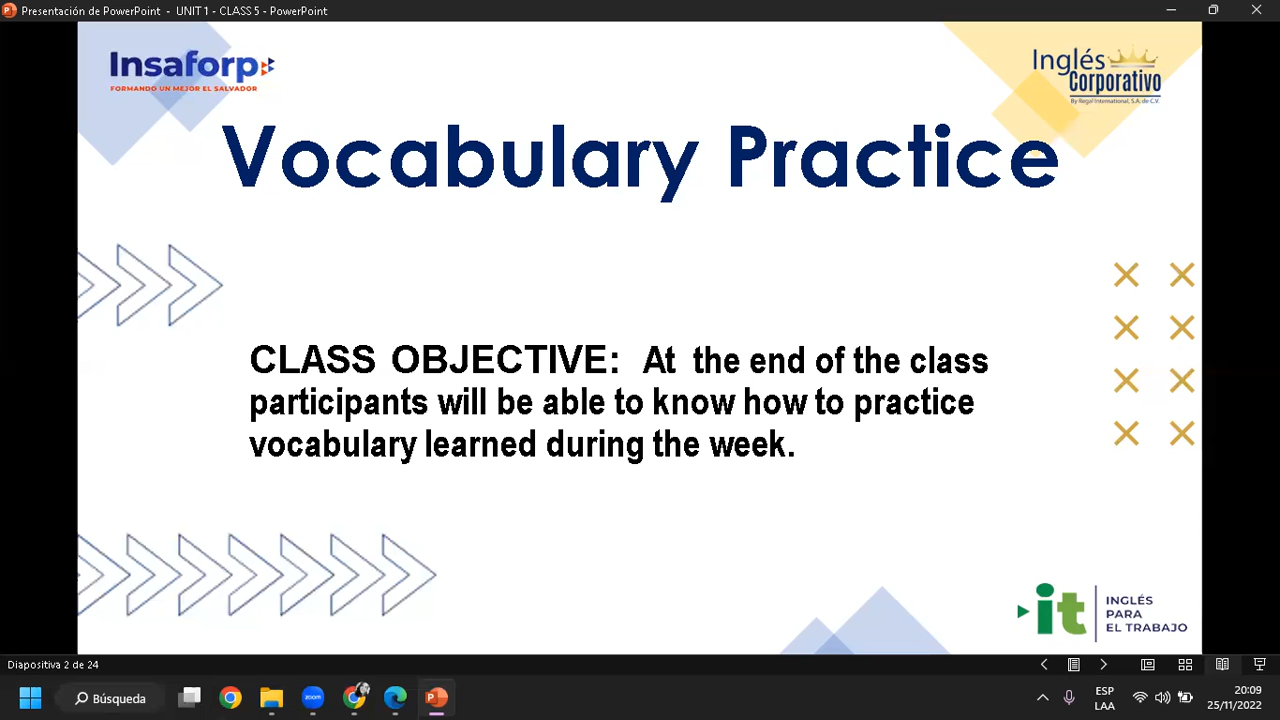 Presentación de PowerPoint - UNIT 1 - CLASS 5 - PowerPoint
Insaforp
FORMANDO UN MEJOR EL SALVADOR
Inglés
Corporativo
By Regal International, S.A. de C.V.
Vocabulary Practice
CLASS OBJECTIVE: At the end of the class
participants will be able to know how to practice
vocabulary learned during the week.
it
INGLÉS
PARA
EL TRABAJO
Diapositiva 2 de 24
Búsqueda
zoom
ESP
LAA
20:09
25/11/2022